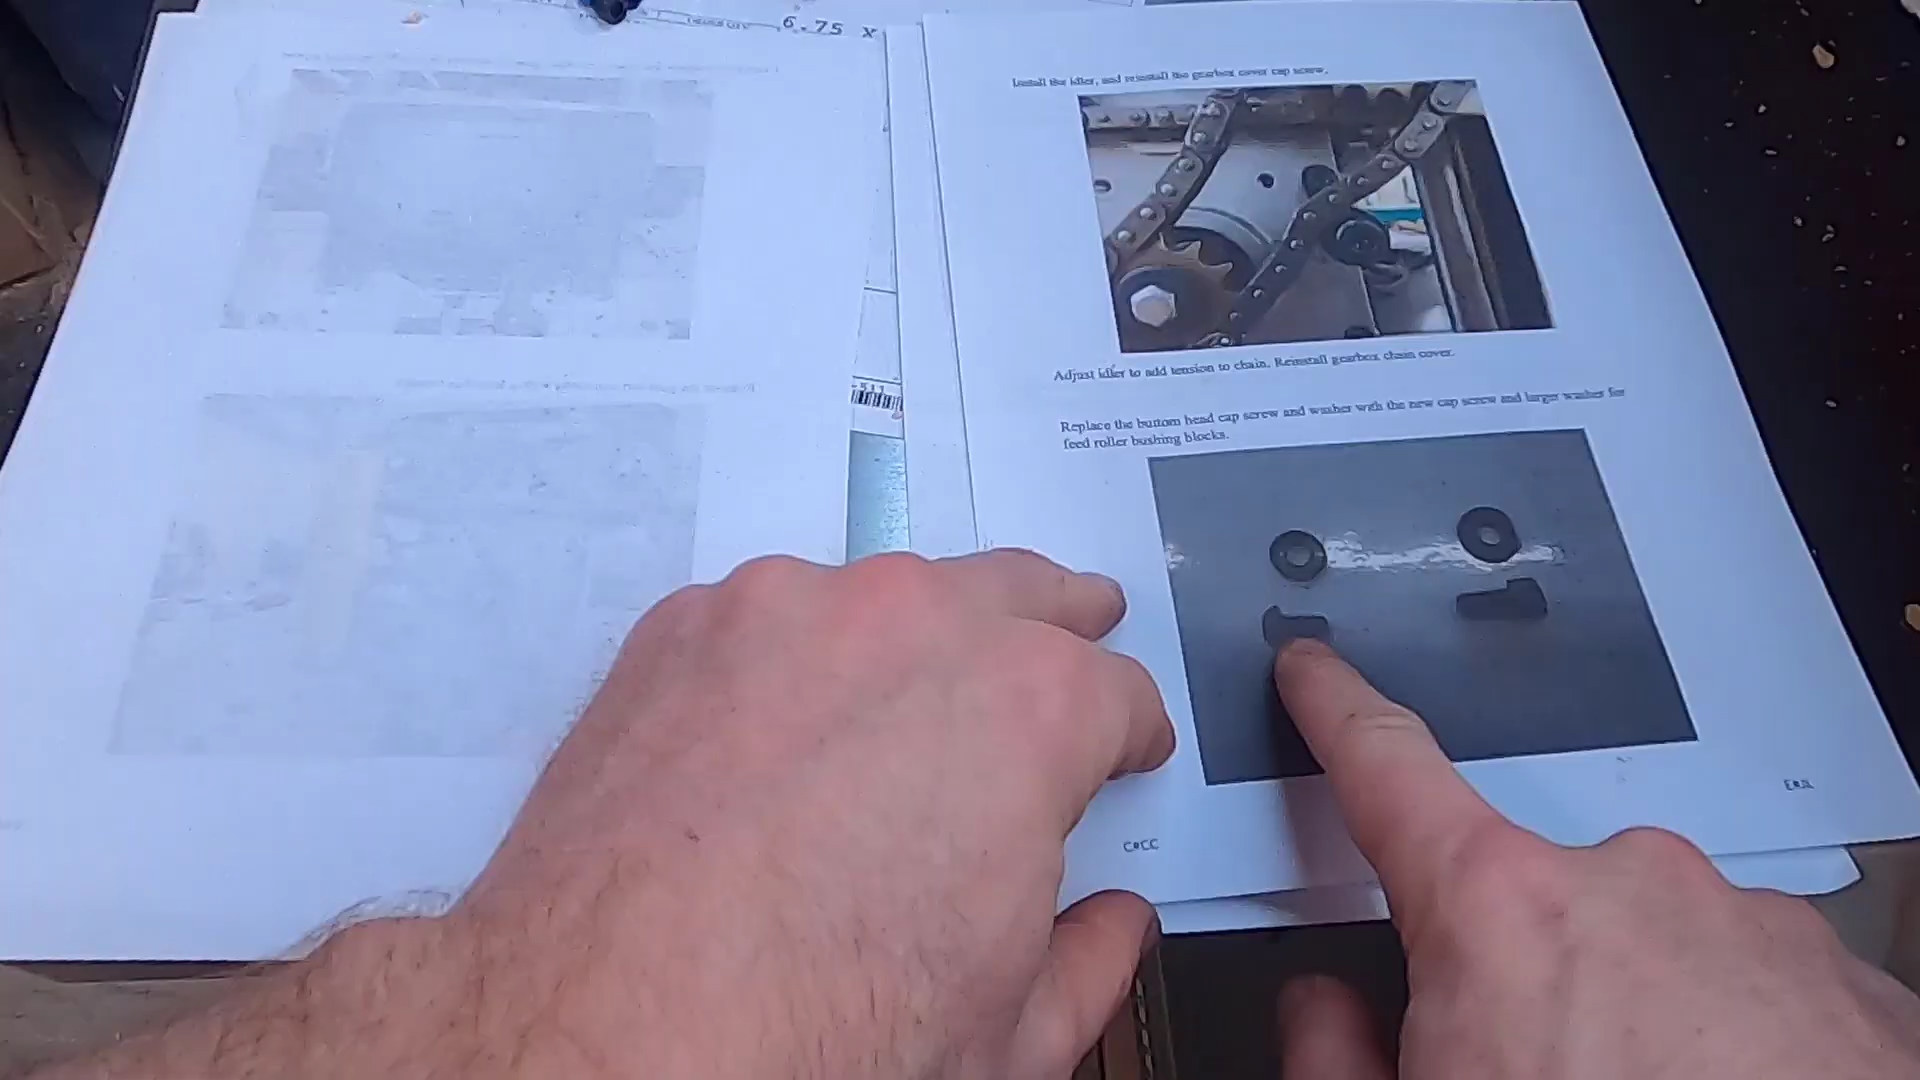 6.75 X
Install the idler, and reinstall the gearbox cover cap screw.
Adjust idler to add tension to chain. Reinstall gearbox chain cover.
Replace the buttom head cap screw and washer with the new cap screw and larger washer for
feed roller bushing blocks.